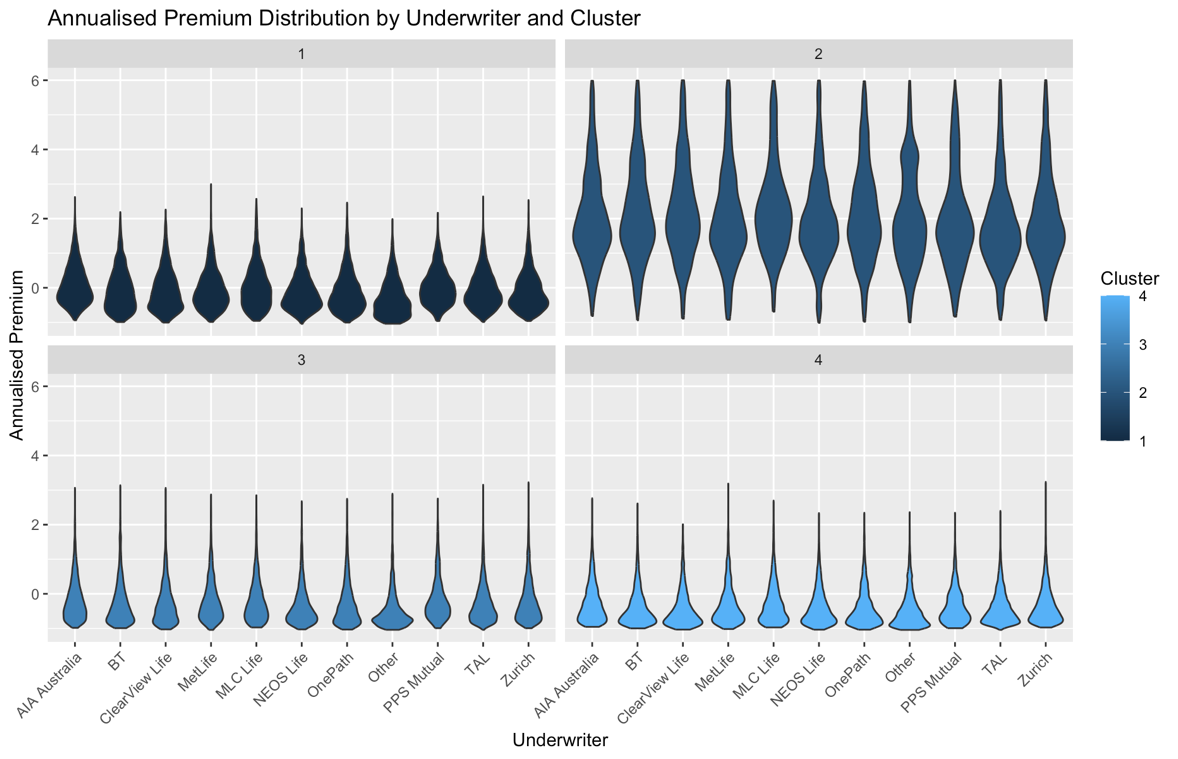 Annualised Premium Distribution by Underwriter and Cluster
1
2
6
4
2
0
3
4
6
4
2
0
Annualised Premium
AIA Australia
BT
ClearView Life
MetLife
MLC Life
NEOS Life
OnePath
Other
PPS Mutual
TAL
Zurich
AIA Australia
BT
ClearView Life
MetLife
MLC Life
NEOS Life
OnePath
Other
PPS Mutual
TAL
Zurich
Underwriter
Cluster
4
3
2
1